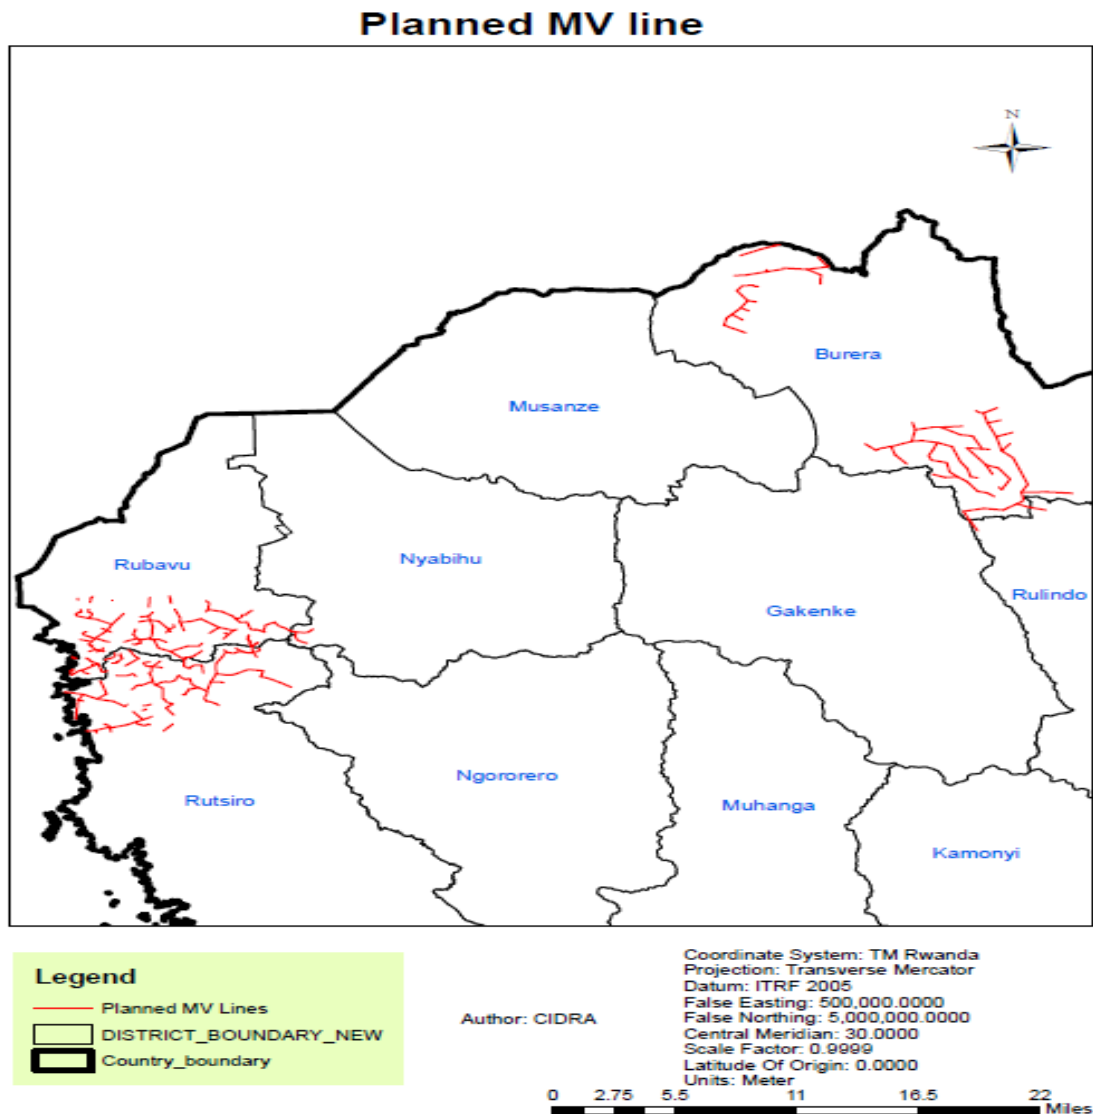 Planned MV line
N
Burera
Musanze
Rubavu
Nyabihu
Gakenke
Rulindo
Ngororero
Rutsiro
Muhanga
Kamonyi
Legend
Planned MV Lines
DISTRICT_BOUNDARY_NEW
Country_boundary
Author: CIDRA
Coordinate System: TM Rwanda
Projection: Transverse Mercator
Datum: ITRF 2005
False Easting: 500,000.0000
False Northing: 5,000,000.0000
Central Meridian: 30.0000
Scale Factor: 0.9999
Latitude Of Origin: 0.0000
Units: Meter
0 2.75 5.5 11 16.5 22
Miles